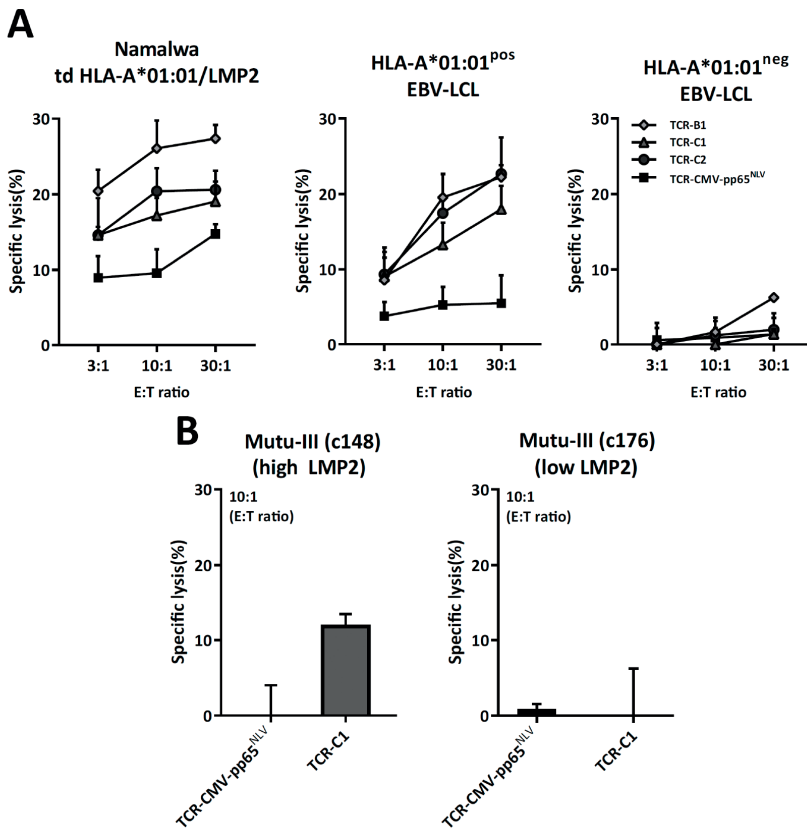 A
Namalwa
td HLA-A*01:01/LMP2
Specific lysis(%)
30
20
10
0
3:1 10:1 30:1
E:T ratio
HLA-A*01:01pos
EBV-LCL
Specific lysis(%)
30
20
10
0
3:1 10:1 30:1
E:T ratio
HLA-A*01:01neg
EBV-LCL
Specific lysis(%)
30
20
10
0
TCR-B1
TCR-C1
TCR-C2
TCR-CMV-pp65NLV
3:1 10:1 30:1
E:T ratio
B
Mutu-III (c148)
(high LMP2)
Specific lysis(%)
30
20
10
0
10:1
(E:T ratio)
TCR-CMV-pp65NLV
TCR-C1
Mutu-III (c176)
(low LMP2)
Specific lysis(%)
30
20
10
0
10:1
(E:T ratio)
TCR-CMV-pp65NLV
TCR-C1